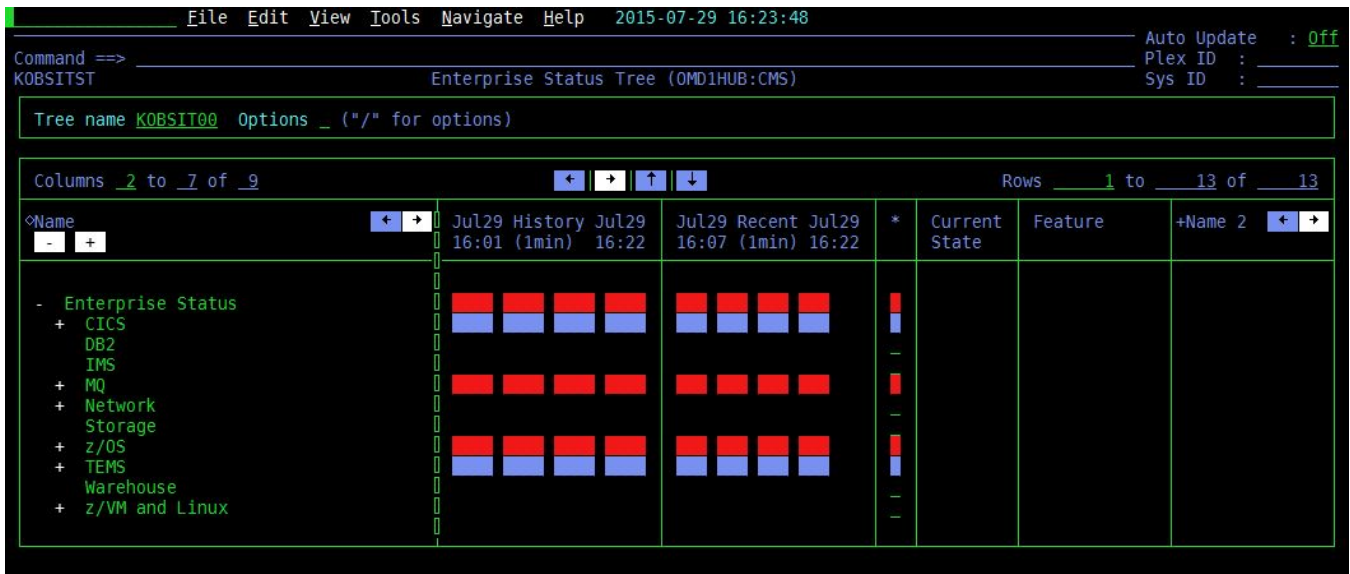 File Edit View Tools Navigate Help 2015-07-29 16:23:48
Auto Update : Off
Command ==>
Plex ID :
KOBSITST Enterprise Status Tree (OMD1HUB:CMS) Sys ID :
Tree name KOBSIT00 Options _ ("/" for options)
Columns 2 to 7 of 9 ← → ↑ ↓ Rows 1 to 13 of 13
◇Name ← → Jul29 History Jul29 Jul29 Recent Jul29 * Current Feature +Name 2 ← →
- + 16:01 (1min) 16:22 16:07 (1min) 16:22 State
- Enterprise Status
+ CICS
DB2
IMS
+ MQ
+ Network
Storage
+ z/OS
+ TEMS
Warehouse
+ z/VM and Linux